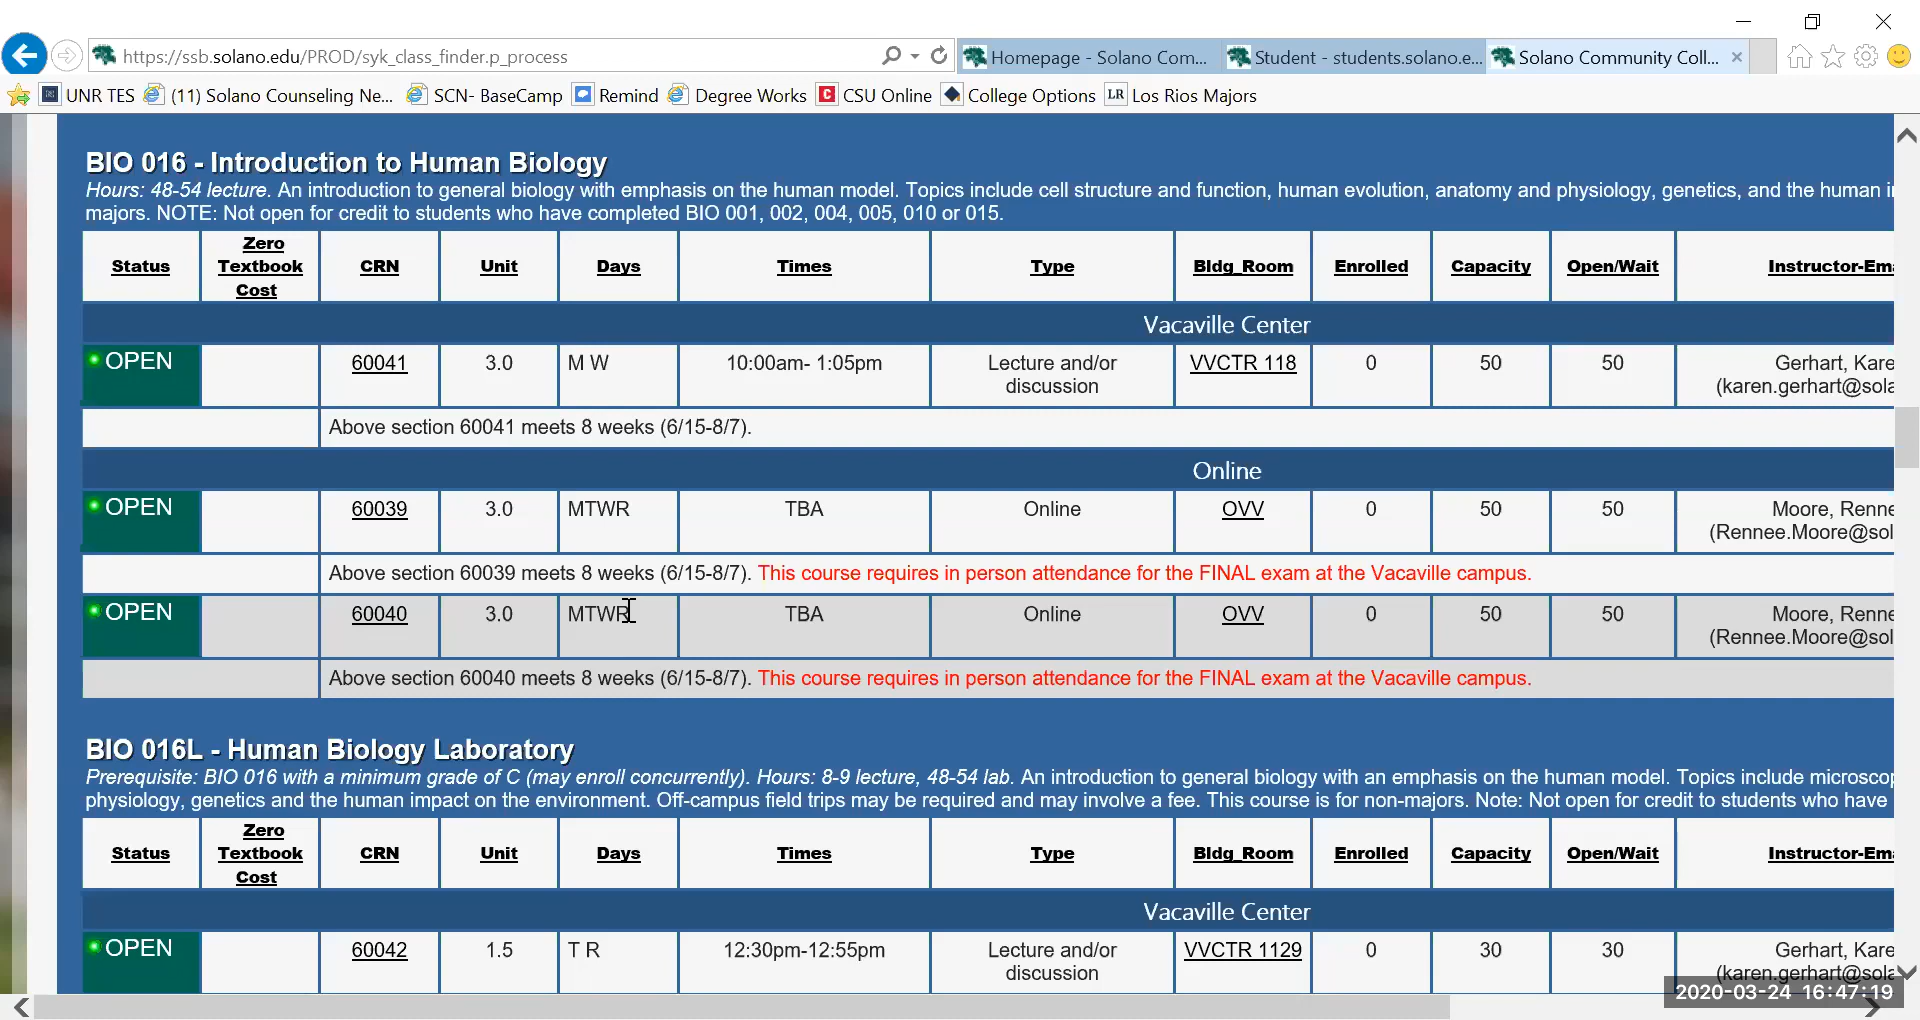 https://ssb.solano.edu/PROD/syk_class_finder.p_process
Homepage - Solano Com...
Student - students.solano.e...
Solano Community Coll...
UNR TES
(11) Solano Counseling Ne...
SCN- BaseCamp
Remind
Degree Works
CSU Online
College Options
LR Los Rios Majors
BIO 016 - Introduction to Human Biology
Hours: 48-54 lecture. An introduction to general biology with emphasis on the human model. Topics include cell structure and function, human evolution, anatomy and physiology, genetics, and the human
majors. NOTE: Not open for credit to students who have completed BIO 001, 002, 004, 005, 010 or 015.
Status Zero Textbook Cost CRN Unit Days Times Type Bldg_Room Enrolled Capacity Open/Wait Instructor-Em
Vacaville Center
OPEN 60041 3.0 M W 10:00am- 1:05pm Lecture and/or discussion VVCTR 118 0 50 50 Gerhart, Kare (karen.gerhart@sola
Above section 60041 meets 8 weeks (6/15-8/7).
Online
OPEN 60039 3.0 MTWR TBA Online OVV 0 50 50 Moore, Renne (Rennee.Moore@sol
Above section 60039 meets 8 weeks (6/15-8/7). This course requires in person attendance for the FINAL exam at the Vacaville campus.
OPEN 60040 3.0 MTWR TBA Online OVV 0 50 50 Moore, Renne (Rennee.Moore@sol
Above section 60040 meets 8 weeks (6/15-8/7). This course requires in person attendance for the FINAL exam at the Vacaville campus.
BIO 016L - Human Biology Laboratory
Prerequisite: BIO 016 with a minimum grade of C (may enroll concurrently). Hours: 8-9 lecture, 48-54 lab. An introduction to general biology with an emphasis on the human model. Topics include microscop
physiology, genetics and the human impact on the environment. Off-campus field trips may be required and may involve a fee. This course is for non-majors. Note: Not open for credit to students who have
Status Zero Textbook Cost CRN Unit Days Times Type Bldg_Room Enrolled Capacity Open/Wait Instructor-Em
Vacaville Center
OPEN 60042 1.5 T R 12:30pm-12:55pm Lecture and/or discussion VVCTR 1129 0 30 30 Gerhart, Kare (karen.gerhart@sola
2020-03-24 16:47:19